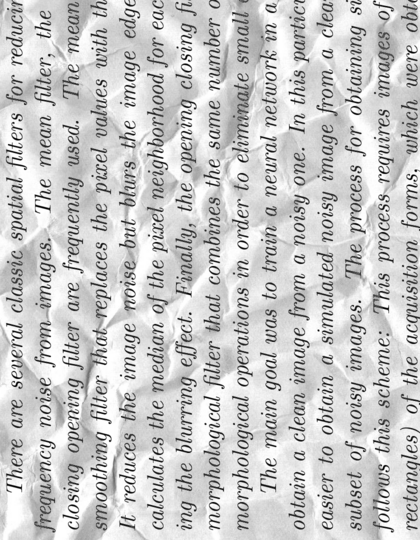 There are several classic spatial filters for reducin
frequency noise from images. The mean filter, the
closing opening filter are frequently used. The mean
smoothing filter that replaces the pixel values with th
It reduces the image noise but blurs the image edge
calculates the median of the pixel neighborhood for eac
ing the blurring effect. Finally, the opening closing fi
morphological filter that combines the same number o
morphological operations in order to eliminate small
The main goal was to train a neural network in a
obtain a clean image from a noisy one. In this partic
easier to obtain a simulated noisy image from a clea
subset of noisy images. The process for obtaining si
follows this scheme: This process requires images of
rectangles) of the acquisition forms, which were obt